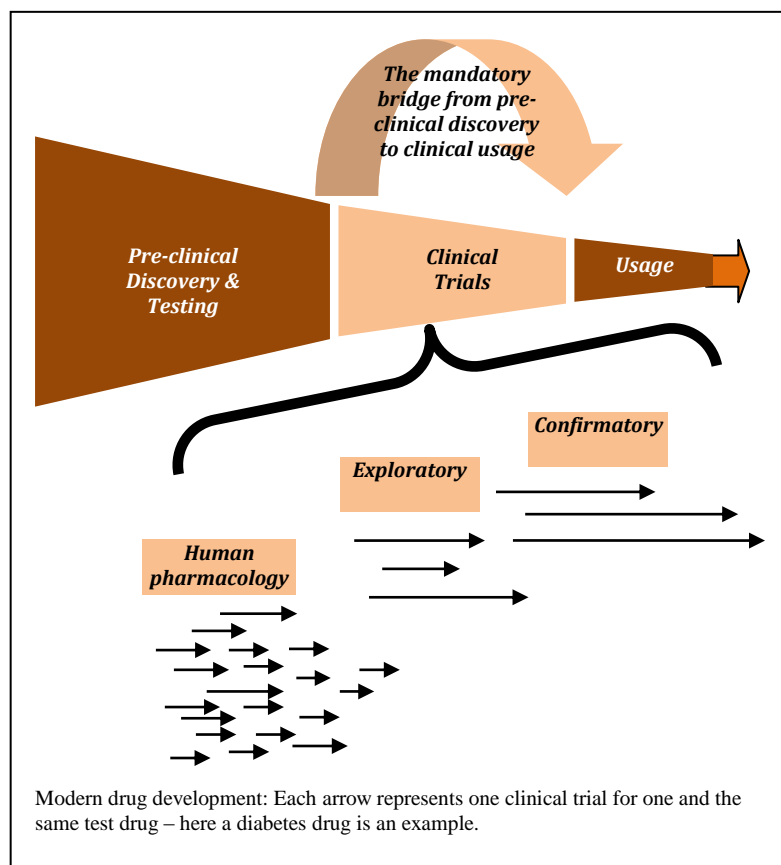 The mandatory
bridge from pre-
clinical discovery
to clinical usage
Pre-clinical
Discovery &
Testing
Clinical
Trials
Usage
Confirmatory
Exploratory
Human
pharmacology
Modern drug development: Each arrow represents one clinical trial for one and the
same test drug – here a diabetes drug is an example.